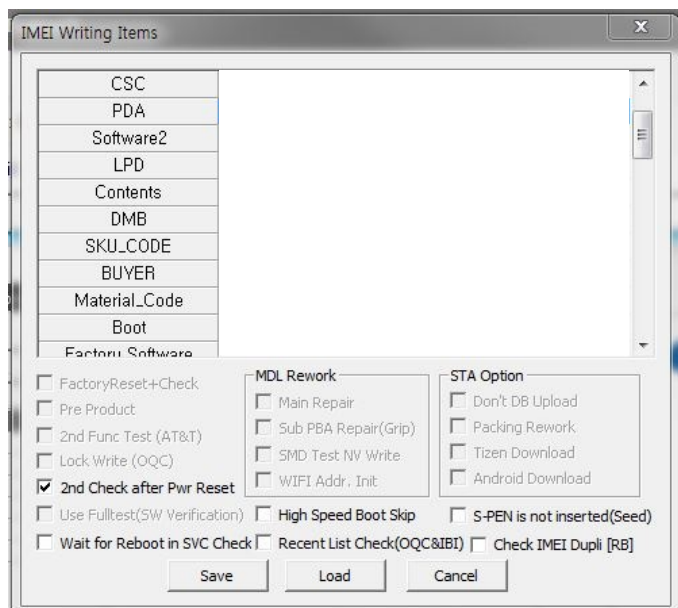 IMEI Writing Items
CSC
PDA
Software2
LPD
Contents
DMB
SKU_CODE
BUYER
Material_Code
Boot
Factory Software
FactoryReset+Check
Pre Product
2nd Func Test (AT&T)
Lock Write (OQC)
2nd Check after Pwr Reset
Use Fulltest(SW Verification)
Wait for Reboot in SVC Check
MDL Rework
Main Repair
Sub PBA Repair(Grip)
SMD Test NV Write
WIFI Addr. Init
High Speed Boot Skip
Recent List Check(OQC&IBI)
STA Option
Don't DB Upload
Packing Rework
Tizen Download
Android Download
S-PEN is not inserted(Seed)
Check IMEI Dupli [RB]
Save
Load
Cancel